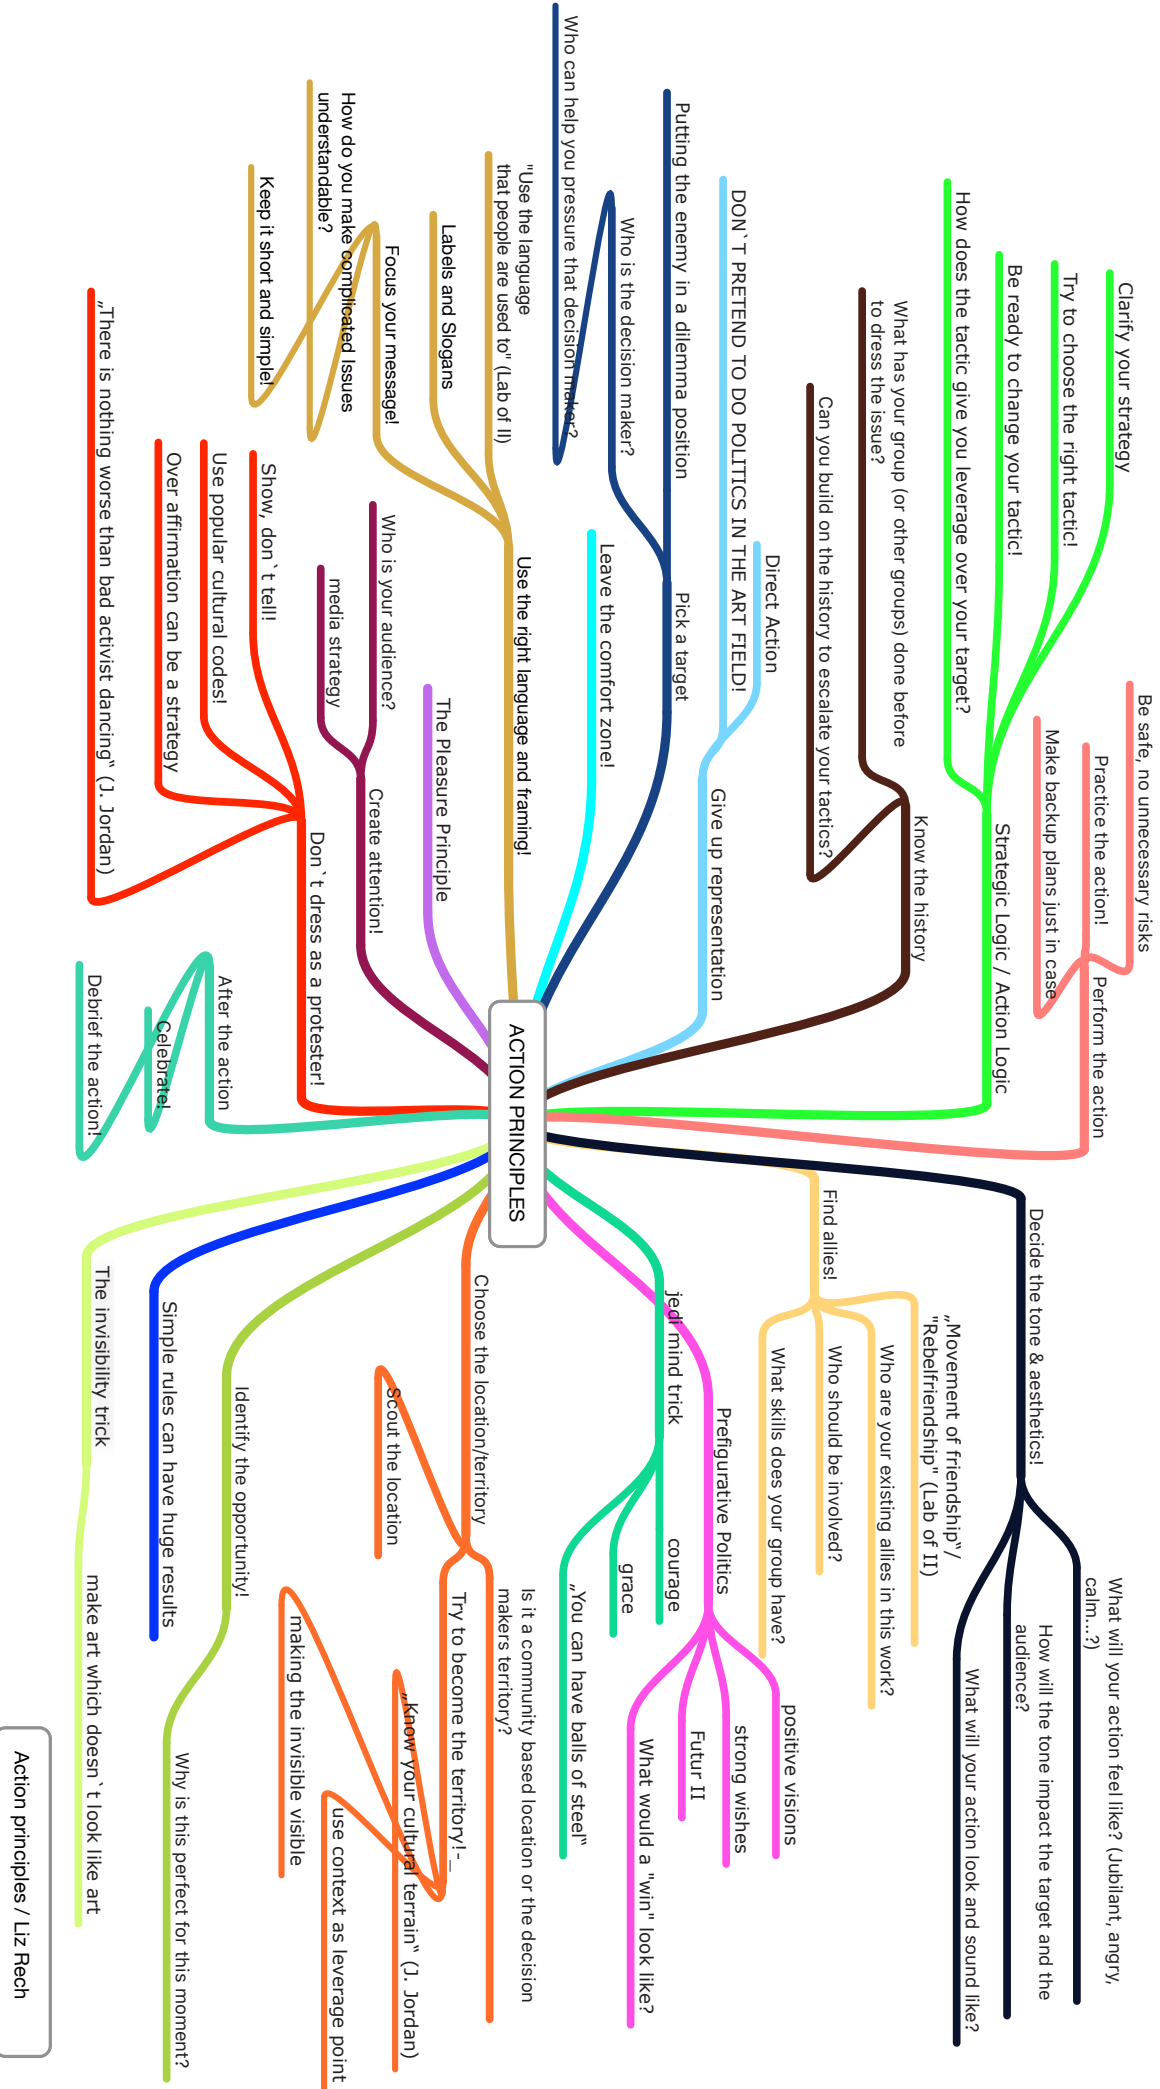 Clarify your strategy
Try to choose the right tactic!
Be ready to change your tactic!
How does the tactic give you leverage over your target?
Strategic Logic / Action Logic
Be safe, no unnecessary risks
Practice the action!
Make backup plans just in case
Perform the action
What has your group (or other groups) done before
to dress the issue?
Can you build on the history to escalate your tactics?
Know the history
Direct Action
DON`T PRETEND TO DO POLITICS IN THE ART FIELD!
Give up representation
Putting the enemy in a dilemma position
Who is the decision maker?
Who can help you pressure that decision maker?
Pick a target
Leave the comfort zone!
"Use the language
that people are used to" (Lab of II)
Labels and Slogans
Focus your message!
How do you make complicated Issues
understandable?
Keep it short and simple!
Use the right language and framing!
The Pleasure Principle
Who is your audience?
media strategy
Create attention!
Show, don`t tell!
Use popular cultural codes!
Over affirmation can be a strategy
„There is nothing worse than bad activist dancing“ (J. Jordan)
Don`t dress as a protester!
After the action
Celebrate!
Debrief the action!
ACTION PRINCIPLES
Decide the tone & aesthetics!
What will your action feel like? (Jubilant, angry,
calm...?)
How will the tone impact the target and the
audience?
What will your action look and sound like?
Find allies!
„Movement of friendship“/
"Rebelfriendship" (Lab of II)
Who are your existing allies in this work?
Who should be involved?
What skills does your group have?
Prefigurative Politics
positive visions
strong wishes
Futur II
What would a "win" look like?
jedi mind trick
courage
grace
„You can have balls of steel“
Choose the location/territory
Is it a community based location or the decision
makers territory?
Try to become the territory!-_
„Know your cultural terrain“ (J. Jordan)
use context as leverage point
making the invisible visible
Scout the location
Identify the opportunity!
Why is this perfect for this moment?
Simple rules can have huge results
The invisibility trick
make art which doesn`t look like art
Action principles / Liz Rech